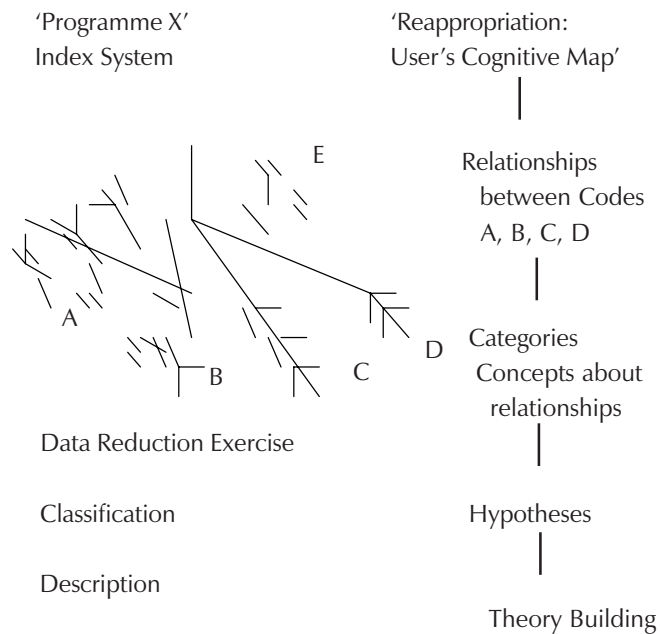 ‘Programme X’
Index System
‘Reappropriation:
User’s Cognitive Map’
E
A
B
C
D
Relationships
between Codes
A, B, C, D
Categories
Concepts about
relationships
Data Reduction Exercise
Classification
Hypotheses
Description
Theory Building